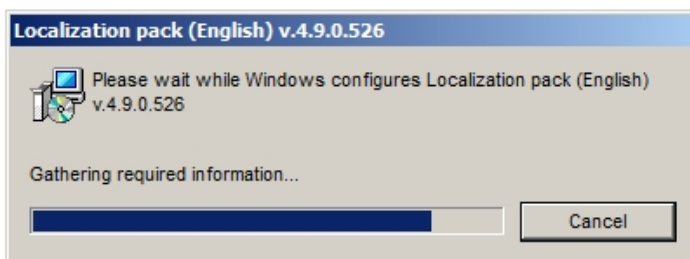 Localization pack (English) v.4.9.0.526
Please wait while Windows configures Localization pack (English)
v.4.9.0.526
Gathering required information...
Cancel